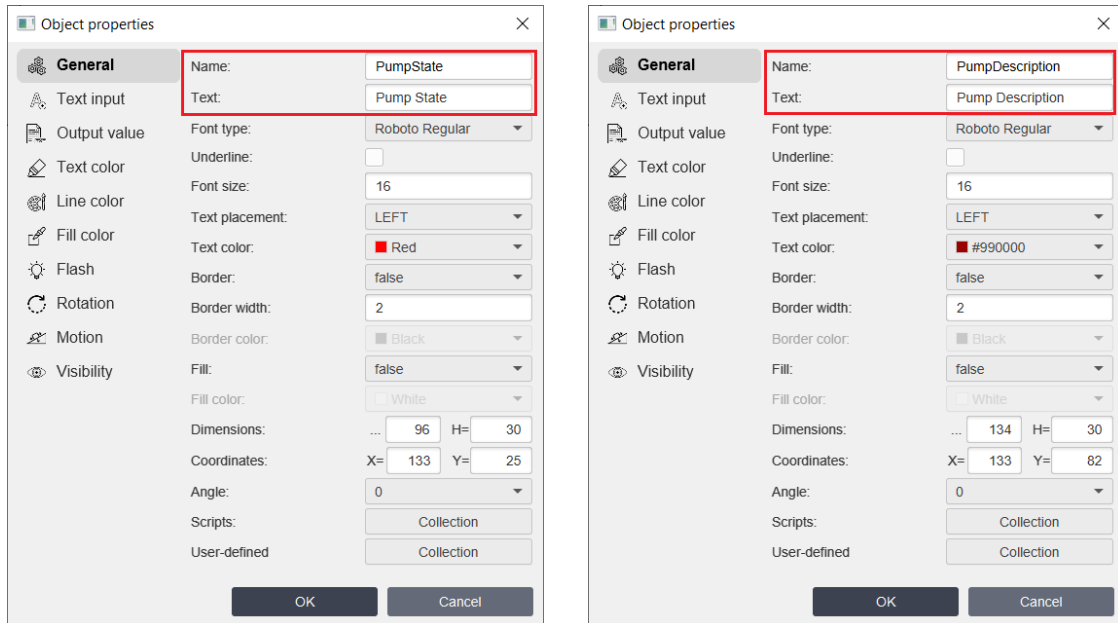 Object properties
General
Text input
Output value
Text color
Line color
Fill color
Flash
Rotation
Motion
Visibility
Name: PumpState
Text: Pump State
Font type: Roboto Regular
Underline:
Font size: 16
Text placement: LEFT
Text color: Red
Border: false
Border width: 2
Border color: Black
Fill: false
Fill color: White
Dimensions: ... 96 H= 30
Coordinates: X= 133 Y= 25
Angle: 0
Scripts: Collection
User-defined Collection
OK Cancel
Object properties
General
Text input
Output value
Text color
Line color
Fill color
Flash
Rotation
Motion
Visibility
Name: PumpDescription
Text: Pump Description
Font type: Roboto Regular
Underline:
Font size: 16
Text placement: LEFT
Text color: #990000
Border: false
Border width: 2
Border color: Black
Fill: false
Fill color: White
Dimensions: ... 134 H= 30
Coordinates: X= 133 Y= 82
Angle: 0
Scripts: Collection
User-defined Collection
OK Cancel